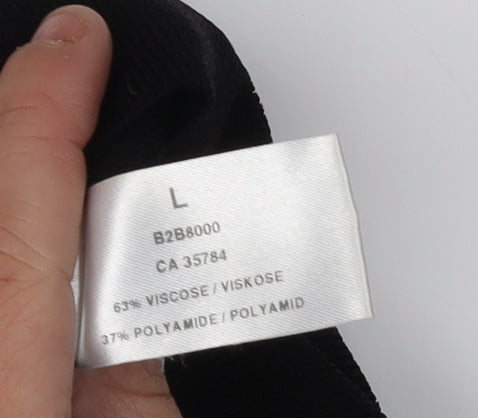 L
B2B8000
CA 35784
63% VISCOSE / VISKOSE
37% POLYAMIDE / POLYAMID